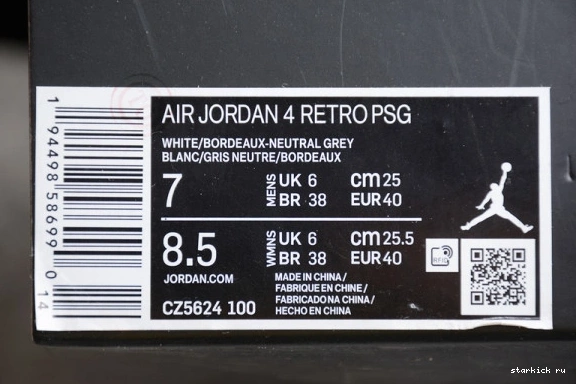 AIR JORDAN 4 RETRO PSG
WHITE/BORDEAUX-NEUTRAL GREY
BLANC/GRIS NEUTRE/BORDEAUX
7 MENS UK 6 cm 25
BR 38 EUR 40
8.5 WMNS UK 6 cm 25.5
BR 38 EUR 40
JORDAN.COM
MADE IN CHINA/
FABRIQUE EN CHINE/
FABRICADO NA CHINA/
HECHO EN CHINA
CZ5624 100
RFID
1 94498 58699 0 14
starkick ru